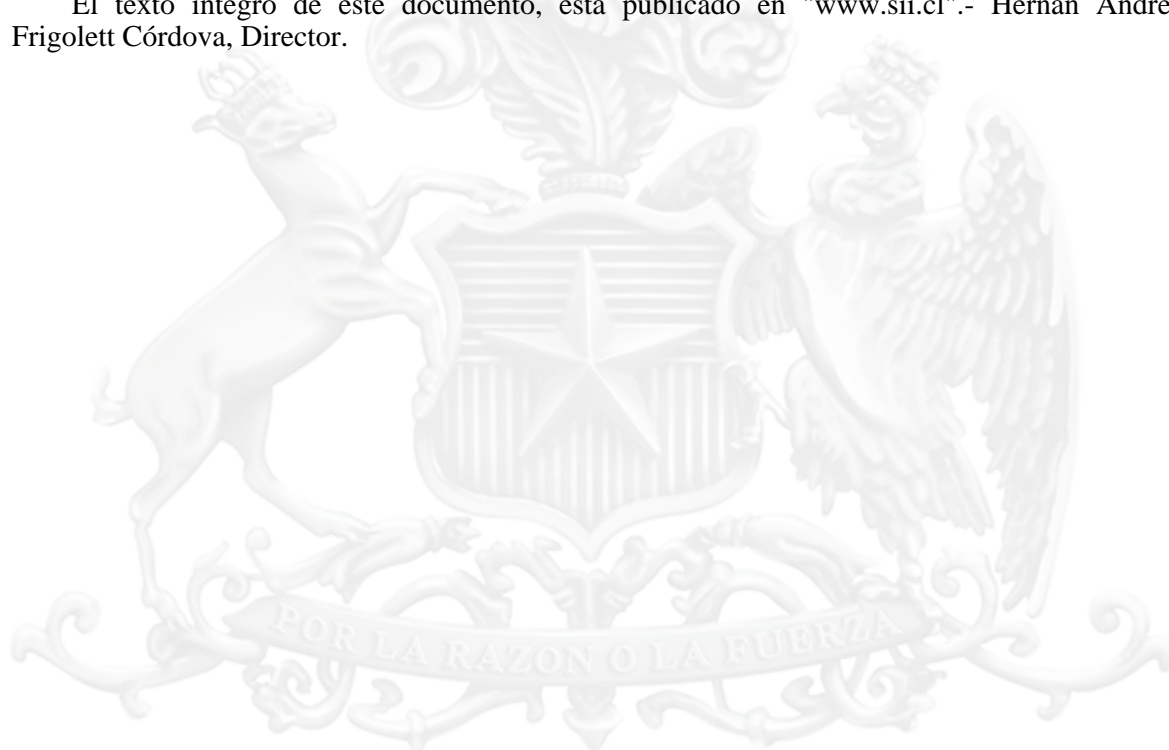 El texto íntegro de este documento, está publicado en "www.sii.cl".- Hernán Andre
Frigolett Córdova, Director.
POR LA RAZON O LA FUERZA